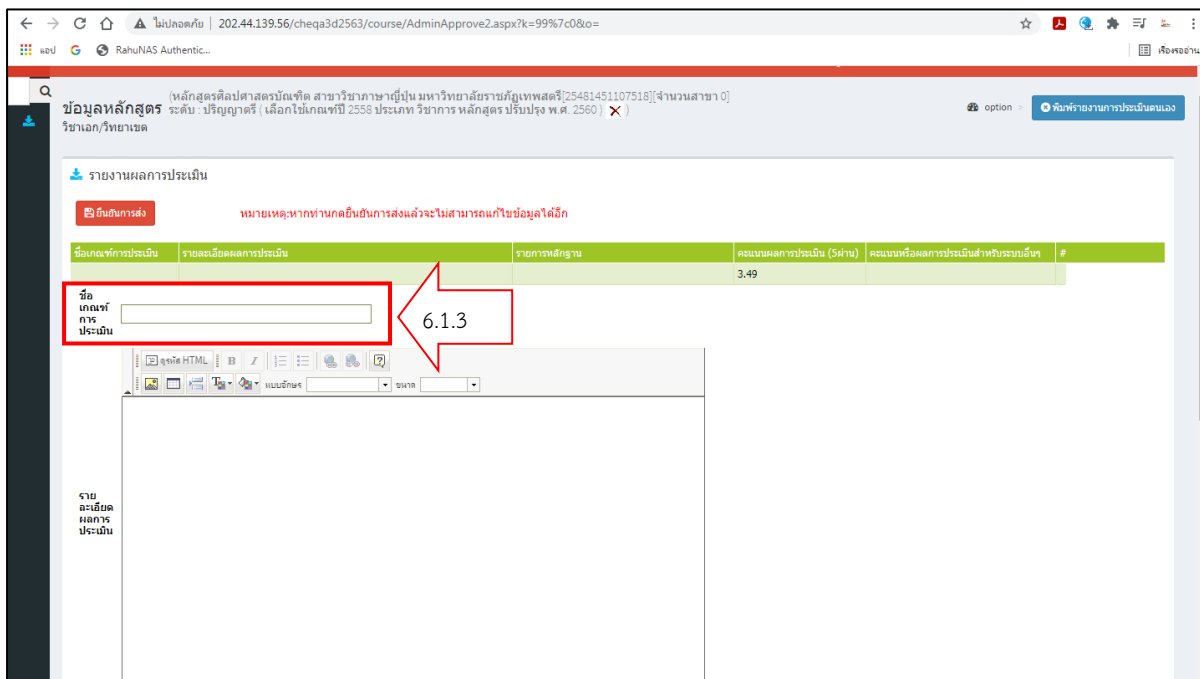 ไม่ปลอดภัย | 202.44.139.56/cheqa3d2563/course/AdminApprove2.aspx?k=99%7c0&o=
แอป G RahuNAS Authentic... เรื่องรออ่าน
(หลักสูตรศิลปศาสตรบัณฑิต สาขาวิชาภาษาญี่ปุ่น มหาวิทยาลัยราชภัฏเทพสตรี[25481451107518][จำนวนสาขา 0]
ข้อมูลหลักสูตร ระดับ : ปริญญาตรี ( เลือกใช้เกณฑ์ปี 2558 ประเภท วิชาการ หลักสูตร ปรับปรุง พ.ศ. 2560 ) )
option > พิมพ์รายงานการประเมินตนเอง
วิชาเอก/วิทยาเขต
รายงานผลการประเมิน
ยืนยันการส่ง หมายเหตุ:หากท่านกดยืนยันการส่งแล้วจะไม่สามารถแก้ไขข้อมูลได้อีก
ชื่อเกณฑ์การประเมิน รายละเอียดผลการประเมิน รายการหลักฐาน คะแนนผลการประเมิน (5ผ่าน) คะแนนหรือผลการประเมินสำหรับระบบอื่นๆ #
3.49
ชื่อ
เกณฑ์
การ
ประเมิน
6.1.3
ดูรหัส HTML B I
แบบอักษร ขนาด
ราย
ละเอียด
ผลการ
ประเมิน